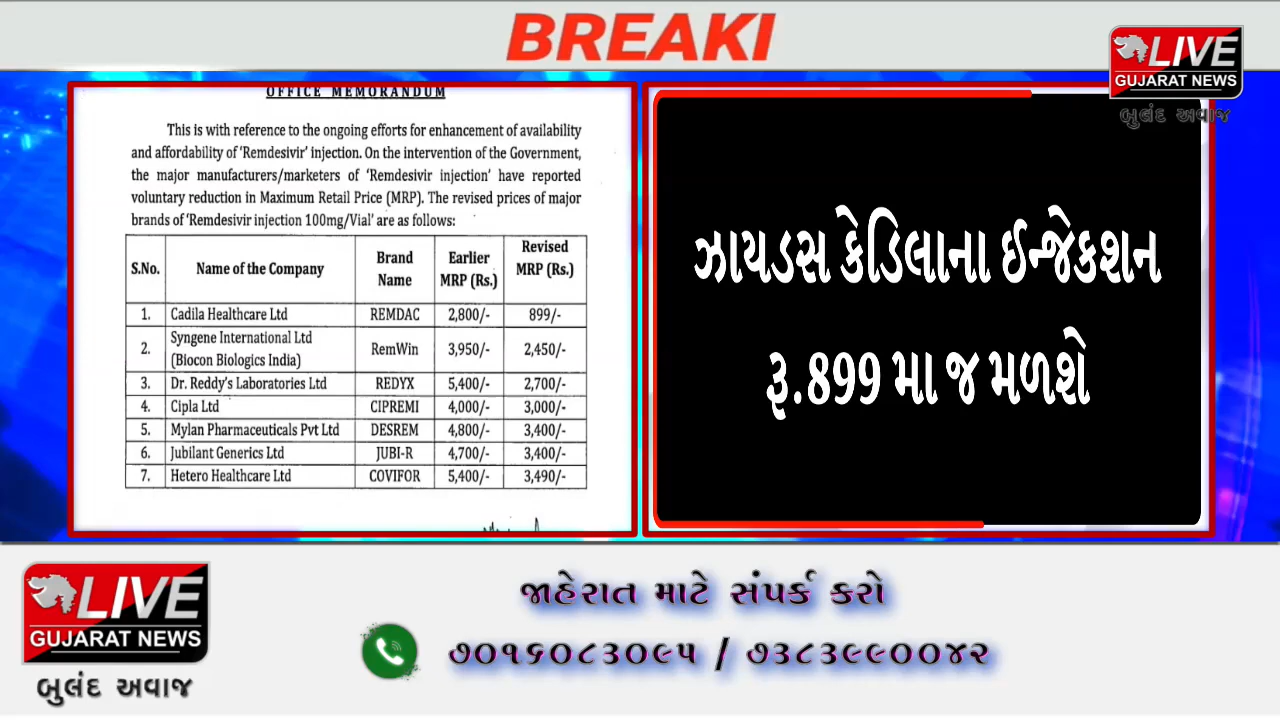 BREAKI
LIVE
GUJARAT NEWS
બુલંદ અવાજ
OFFICE MEMORANDUM
This is with reference to the ongoing efforts for enhancement of availability
and affordability of 'Remdesivir' injection. On the intervention of the Government,
the major manufacturers/marketers of 'Remdesivir injection' have reported
voluntary reduction in Maximum Retail Price (MRP). The revised prices of major
brands of 'Remdesivir injection 100mg/Vial' are as follows:
S.No. Name of the Company Brand Name Earlier MRP (Rs.) Revised MRP (Rs.)
1. Cadila Healthcare Ltd REMDAC 2,800/- 899/-
2. Syngene International Ltd (Biocon Biologics India) RemWin 3,950/- 2,450/-
3. Dr. Reddy's Laboratories Ltd REDYX 5,400/- 2,700/-
4. Cipla Ltd CIPREMI 4,000/- 3,000/-
5. Mylan Pharmaceuticals Pvt Ltd DESREM 4,800/- 3,400/-
6. Jubilant Generics Ltd JUBI-R 4,700/- 3,400/-
7. Hetero Healthcare Ltd COVIFOR 5,400/- 3,490/-
ઝાયડસ કેડિલાના ઈન્જેકશન
રૂ.899 મા જ મળશે
LIVE
GUJARAT NEWS
બુલંદ અવાજ
જાહેરાત માટે સંપર્ક કરો
૭૦૧૬૦૮૩૦૯૫ / ૭૩૮૩૯૯૦૦૪૨